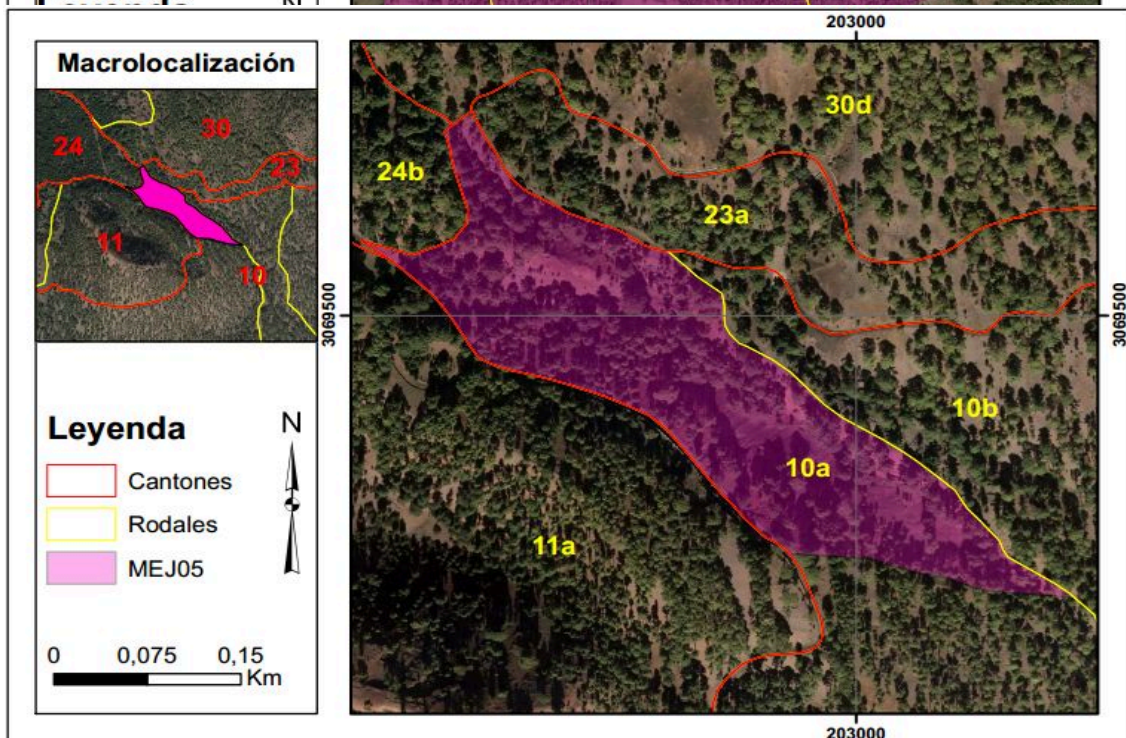 Leyenda
N
Macrolocalización
30
24
23
11
10
Leyenda
N
Cantones
Rodales
MEJ05
0 0,075 0,15
Km
203000
3069500
30d
24b
23a
10b
10a
11a
3069500
203000